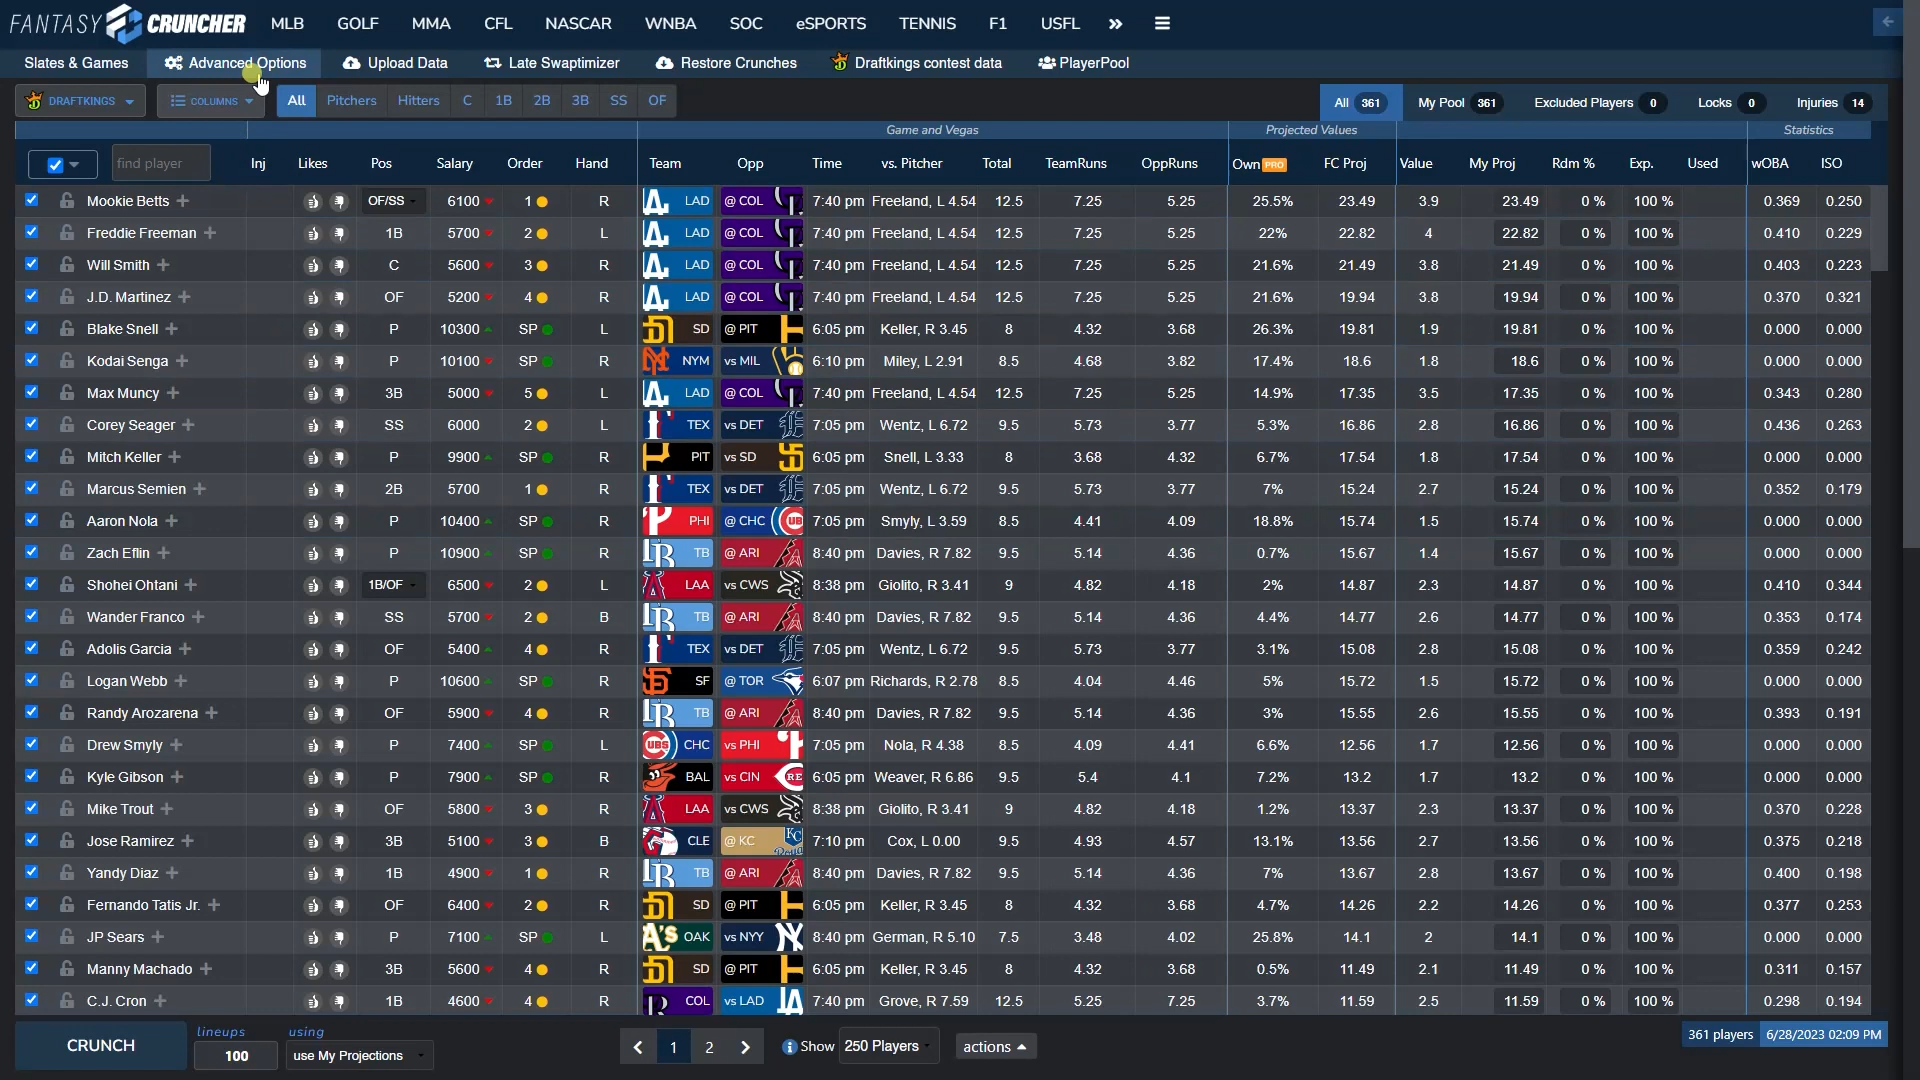 FANTASY CRUNCHER MLB GOLF MMA CFL NASCAR WNBA SOC eSPORTS TENNIS F1 USFL
Slates & Games Advanced Options Upload Data Late Swaptimizer Restore Crunches Draftkings contest data PlayerPool
DRAFTKINGS COLUMNS All Pitchers Hitters C 1B 2B 3B SS OF All 361 My Pool 361 Excluded Players 0 Locks 0 Injuries 14
Game and Vegas Projected Values Statistics
find player Inj Likes Pos Salary Order Hand Team Opp Time vs. Pitcher Total TeamRuns OppRuns Own PRO FC Proj Value My Proj Rdm % Exp. Used wOBA ISO
Mookie Betts OF/SS 6100 1 R LAD @ COL 7:40 pm Freeland, L 4.54 12.5 7.25 5.25 25.5% 23.49 3.9 23.49 0 % 100 % 0.369 0.250
Freddie Freeman 1B 5700 2 L LAD @ COL 7:40 pm Freeland, L 4.54 12.5 7.25 5.25 22% 22.82 4 22.82 0 % 100 % 0.410 0.229
Will Smith C 5600 3 R LAD @ COL 7:40 pm Freeland, L 4.54 12.5 7.25 5.25 21.6% 21.49 3.8 21.49 0 % 100 % 0.403 0.223
J.D. Martinez OF 5200 4 R LAD @ COL 7:40 pm Freeland, L 4.54 12.5 7.25 5.25 21.6% 19.94 3.8 19.94 0 % 100 % 0.370 0.321
Blake Snell P 10300 SP L SD @ PIT 6:05 pm Keller, R 3.45 8 4.32 3.68 26.3% 19.81 1.9 19.81 0 % 100 % 0.000 0.000
Kodai Senga P 10100 SP R NYM vs MIL 6:10 pm Miley, L 2.91 8.5 4.68 3.82 17.4% 18.6 1.8 18.6 0 % 100 % 0.000 0.000
Max Muncy 3B 5000 5 L LAD @ COL 7:40 pm Freeland, L 4.54 12.5 7.25 5.25 14.9% 17.35 3.5 17.35 0 % 100 % 0.343 0.280
Corey Seager SS 6000 2 L TEX vs DET 7:05 pm Wentz, L 6.72 9.5 5.73 3.77 5.3% 16.86 2.8 16.86 0 % 100 % 0.436 0.263
Mitch Keller P 9900 SP R PIT vs SD 6:05 pm Snell, L 3.33 8 3.68 4.32 6.7% 17.54 1.8 17.54 0 % 100 % 0.000 0.000
Marcus Semien 2B 5700 1 R TEX vs DET 7:05 pm Wentz, L 6.72 9.5 5.73 3.77 7% 15.24 2.7 15.24 0 % 100 % 0.352 0.179
Aaron Nola P 10400 SP R PHI @ CHC 7:05 pm Smyly, L 3.59 8.5 4.41 4.09 18.8% 15.74 1.5 15.74 0 % 100 % 0.000 0.000
Zach Eflin P 10900 SP R TB @ ARI 8:40 pm Davies, R 7.82 9.5 5.14 4.36 0.7% 15.67 1.4 15.67 0 % 100 % 0.000 0.000
Shohei Ohtani 1B/OF 6500 2 L LAA vs CWS 8:38 pm Giolito, R 3.41 9 4.82 4.18 2% 14.87 2.3 14.87 0 % 100 % 0.410 0.344
Wander Franco SS 5700 2 B TB @ ARI 8:40 pm Davies, R 7.82 9.5 5.14 4.36 4.4% 14.77 2.6 14.77 0 % 100 % 0.353 0.174
Adolis Garcia OF 5400 4 R TEX vs DET 7:05 pm Wentz, L 6.72 9.5 5.73 3.77 3.1% 15.08 2.8 15.08 0 % 100 % 0.359 0.242
Logan Webb P 10600 SP R SF @ TOR 6:07 pm Richards, R 2.78 8.5 4.04 4.46 5% 15.72 1.5 15.72 0 % 100 % 0.000 0.000
Randy Arozarena OF 5900 4 R TB @ ARI 8:40 pm Davies, R 7.82 9.5 5.14 4.36 3% 15.55 2.6 15.55 0 % 100 % 0.393 0.191
Drew Smyly P 7400 SP L CHC vs PHI 7:05 pm Nola, R 4.38 8.5 4.09 4.41 6.6% 12.56 1.7 12.56 0 % 100 % 0.000 0.000
Kyle Gibson P 7900 SP R BAL vs CIN 6:05 pm Weaver, R 6.86 9.5 5.4 4.1 7.2% 13.2 1.7 13.2 0 % 100 % 0.000 0.000
Mike Trout OF 5800 3 R LAA vs CWS 8:38 pm Giolito, R 3.41 9 4.82 4.18 1.2% 13.37 2.3 13.37 0 % 100 % 0.370 0.228
Jose Ramirez 3B 5100 3 B CLE @ KC 7:10 pm Cox, L 0.00 9.5 4.93 4.57 13.1% 13.56 2.7 13.56 0 % 100 % 0.375 0.218
Yandy Diaz 1B 4900 1 R TB @ ARI 8:40 pm Davies, R 7.82 9.5 5.14 4.36 7% 13.67 2.8 13.67 0 % 100 % 0.400 0.198
Fernando Tatis Jr. OF 6400 2 R SD @ PIT 6:05 pm Keller, R 3.45 8 4.32 3.68 4.7% 14.26 2.2 14.26 0 % 100 % 0.377 0.253
JP Sears P 7100 SP L OAK vs NYY 8:40 pm German, R 5.10 7.5 3.48 4.02 25.8% 14.1 2 14.1 0 % 100 % 0.000 0.000
Manny Machado 3B 5600 4 R SD @ PIT 6:05 pm Keller, R 3.45 8 4.32 3.68 0.5% 11.49 2.1 11.49 0 % 100 % 0.311 0.157
C.J. Cron 1B 4600 4 R COL vs LAD 7:40 pm Grove, R 7.59 12.5 5.25 7.25 3.7% 11.59 2.5 11.59 0 % 100 % 0.298 0.194
CRUNCH lineups 100 using use My Projections 1 2 Show 250 Players actions 361 players 6/28/2023 02:09 PM